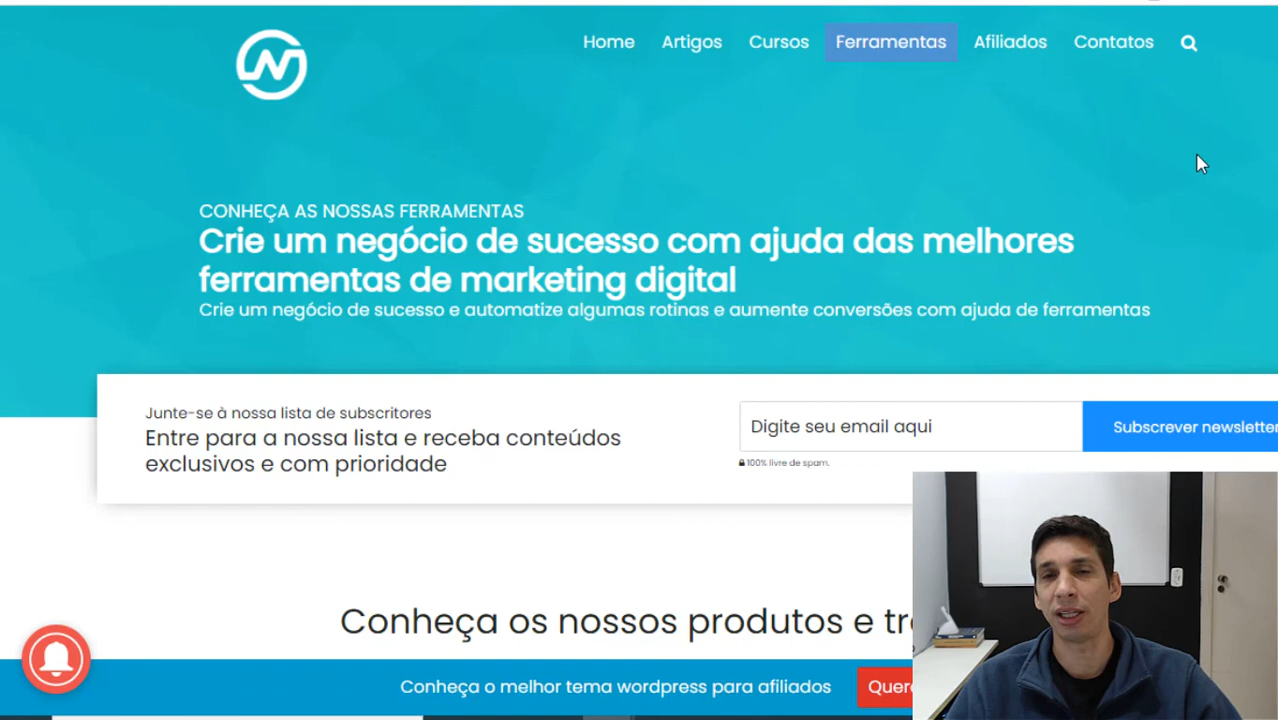 Home Artigos Cursos Ferramentas Afiliados Contatos
CONHEÇA AS NOSSAS FERRAMENTAS
Crie um negócio de sucesso com ajuda das melhores
ferramentas de marketing digital
Crie um negócio de sucesso e automatize algumas rotinas e aumente conversões com ajuda de ferramentas
Junte-se à nossa lista de subscritores
Entre para a nossa lista e receba conteúdos
exclusivos e com prioridade
Digite seu email aqui
Subscrever newsletter
100% livre de spam.
Conheça os nossos produtos e
Conheça o melhor tema wordpress para afiliados